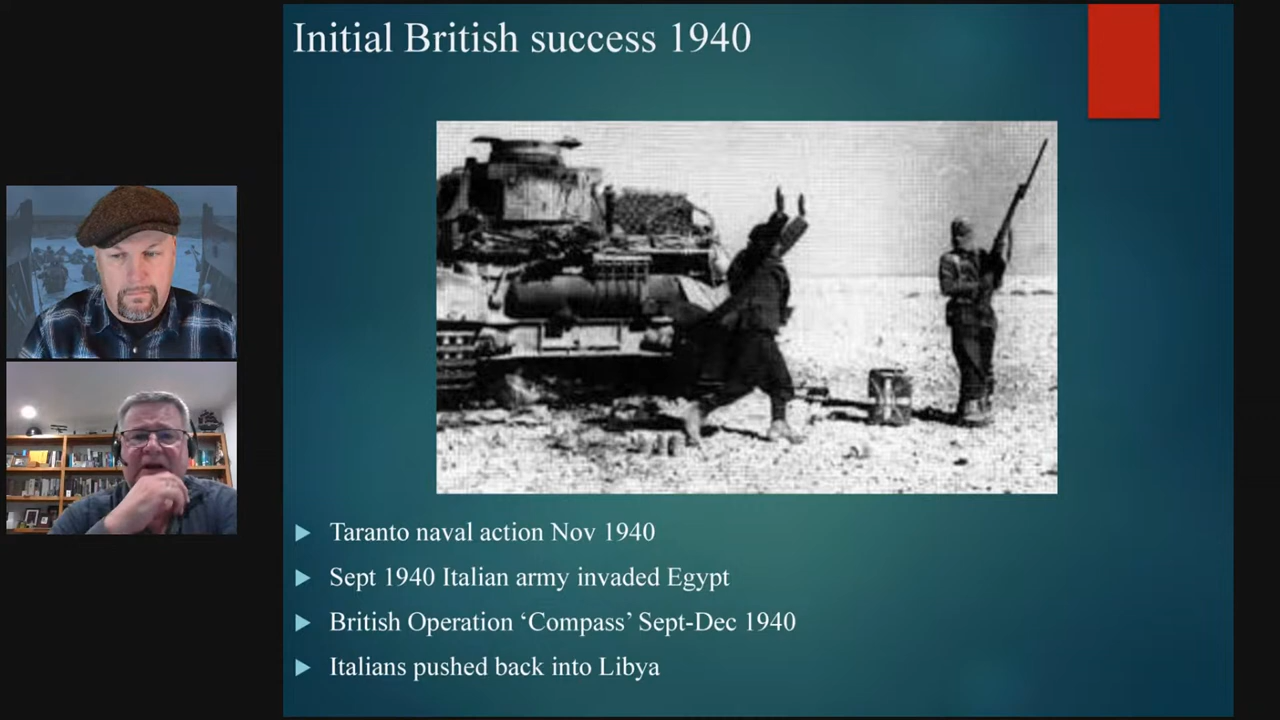 Initial British success 1940
Taranto naval action Nov 1940
Sept 1940 Italian army invaded Egypt
British Operation ‘Compass’ Sept-Dec 1940
Italians pushed back into Libya